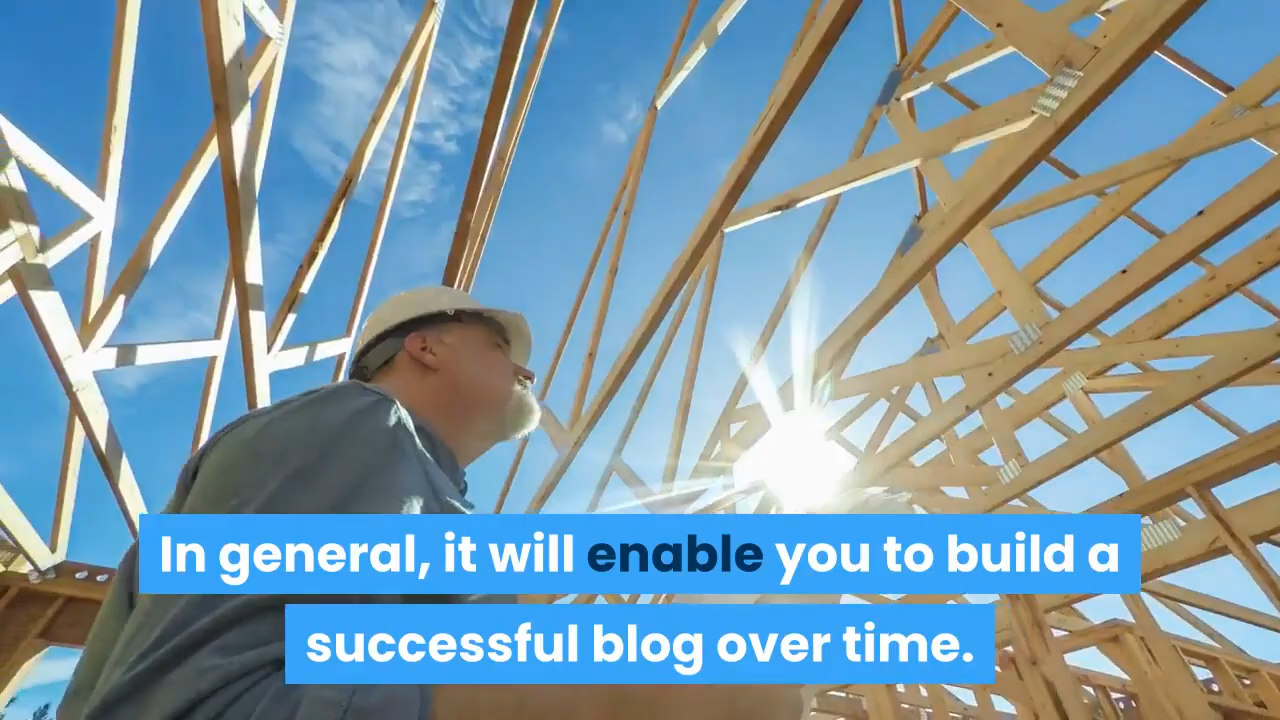 In general, it will enable you to build a
successful blog over time.